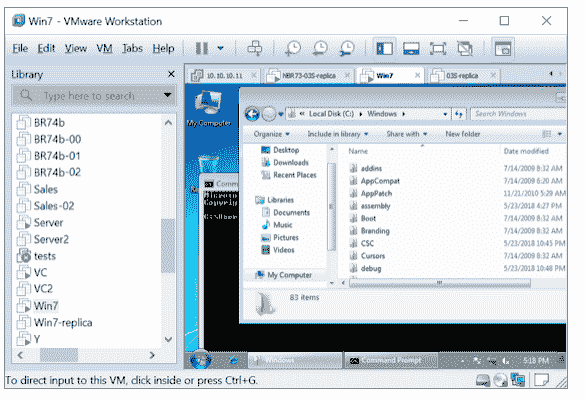 Win7 - VMware Workstation
File Edit View VM Tabs Help
Library
Type here to search
BR74b
BR74b-00
BR74b-01
BR74b-02
Sales
Sales-02
Server
Server2
tests
VC
VC2
Win7
Win7-replica
Y
10.10.10.11 NBR73-03S-replica Win7 03S-replica
My Computer
Local Disk (C:) Windows Search Windows
Organize Include in library Share with New folder
Desktop
Downloads
Recent Places
Libraries
Documents
Music
Pictures
Videos
My Computer
Name Date modified
addins 7/14/2009 8:32 AM
AppCompat 7/14/2009 6:20 AM
AppPatch 11/21/2010 5:29 AM
assembly 5/23/2018 4:27 PM
Boot 7/14/2009 8:32 AM
Branding 7/14/2009 8:32 AM
CSC 5/23/2018 10:45 PM
Cursors 7/14/2009 8:32 AM
debug 5/23/2018 10:48 PM
83 items
Windows Command Prompt 5:18 PM
To direct input to this VM, click inside or press Ctrl+G.